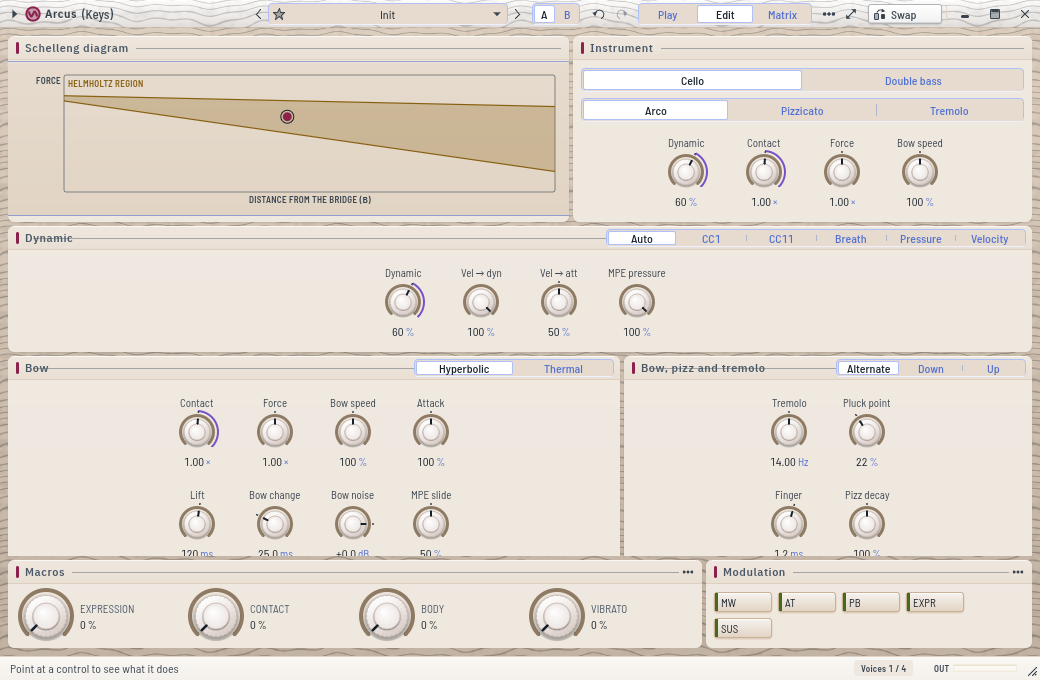 Arcus (Keys)
Init
A B
Play Edit Matrix
Swap
Schelleng diagram
FORCE
HELMHOLTZ REGION
DISTANCE FROM THE BRIDGE (B)
Instrument
Cello Double bass
Arco Pizzicato Tremolo
Dynamic Contact Force Bow speed
60 % 1.00 × 1.00 × 100 %
Dynamic
Auto CC1 CC11 Breath Pressure Velocity
Dynamic Vel → dyn Vel → att MPE pressure
60 % 100 % 50 % 100 %
Bow
Hyperbolic Thermal
Contact Force Bow speed Attack
1.00 × 1.00 × 100 % 100 %
Lift Bow change Bow noise MPE slide
120 ms 25.0 ms +0.0 dB 50 %
Bow, pizz and tremolo
Alternate Down Up
Tremolo Pluck point
14.00 Hz 22 %
Finger Pizz decay
1.2 ms 100 %
Macros
EXPRESSION
0 %
CONTACT
0 %
BODY
0 %
VIBRATO
0 %
Modulation
MW AT PB EXPR
SUS
Point at a control to see what it does
Voices 1 / 4
OUT